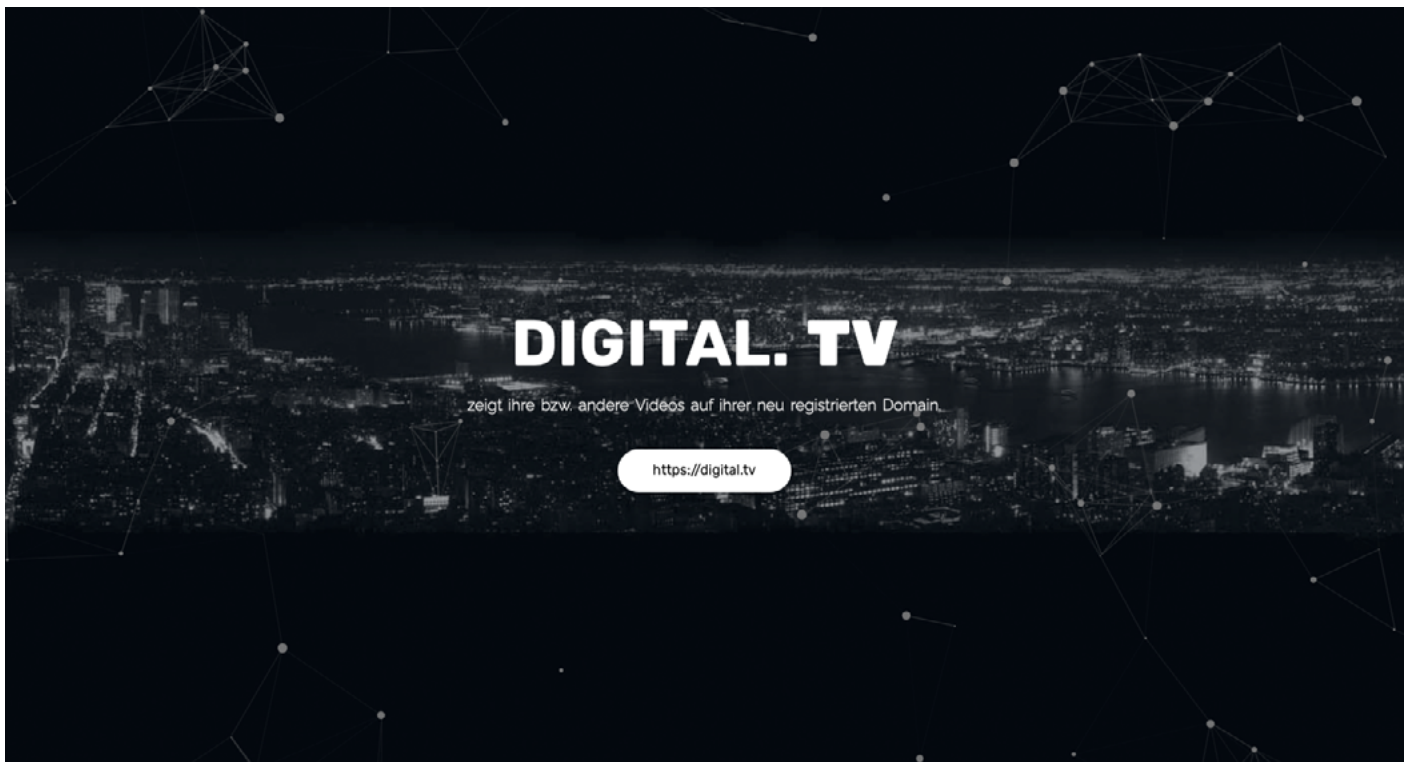 DIGITAL. TV
zeigt ihre bzw. andere Videos auf ihrer neu registrierten Domain.
https://digital.tv